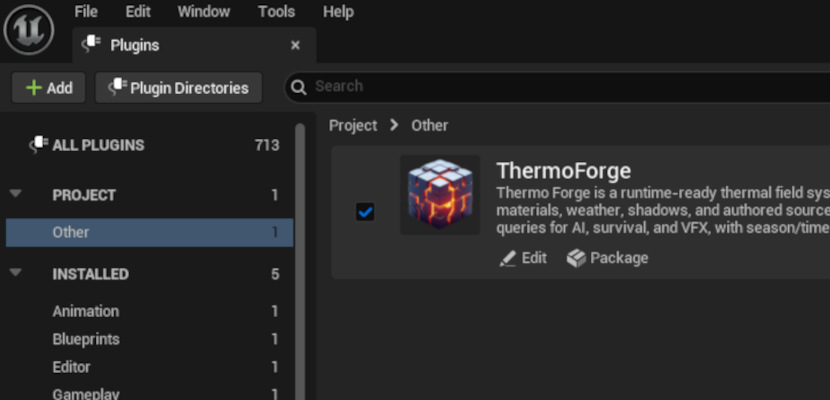 File Edit Window Tools Help
Plugins
Add Plugin Directories Search
ALL PLUGINS 713
PROJECT 1
Other 1
INSTALLED 5
Animation 1
Blueprints 1
Editor 1
Gameplay 1
Project > Other
ThermoForge
Thermo Forge is a runtime-ready thermal field sys
materials, weather, shadows, and authored source
queries for AI, survival, and VFX, with season/time
Edit Package